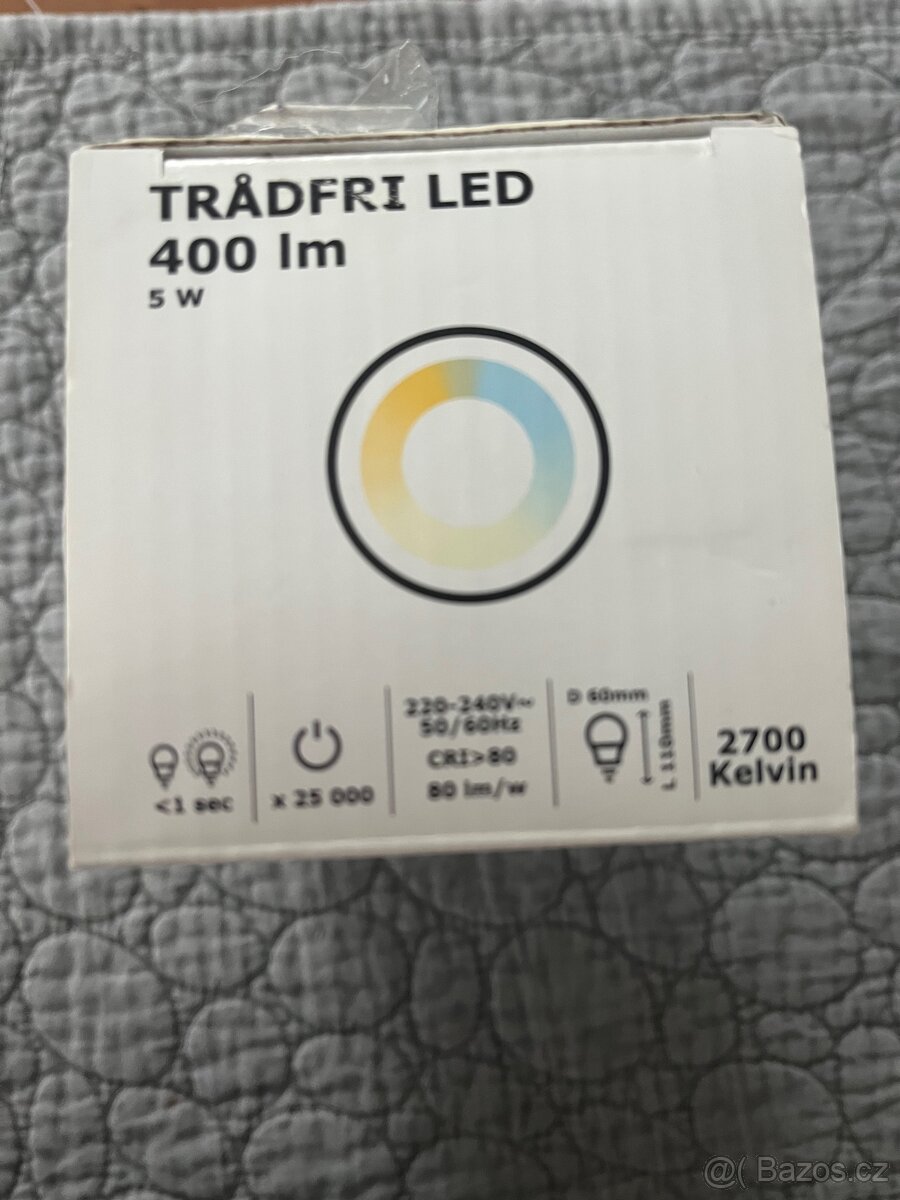 TRÅDFRI LED
400 lm
5 W
<1 sec
x 25 000
220-240V~
50/60Hz
CRI>80
80 lm/w
D 60mm
L 110mm
2700
Kelvin
@( Bazos.cz